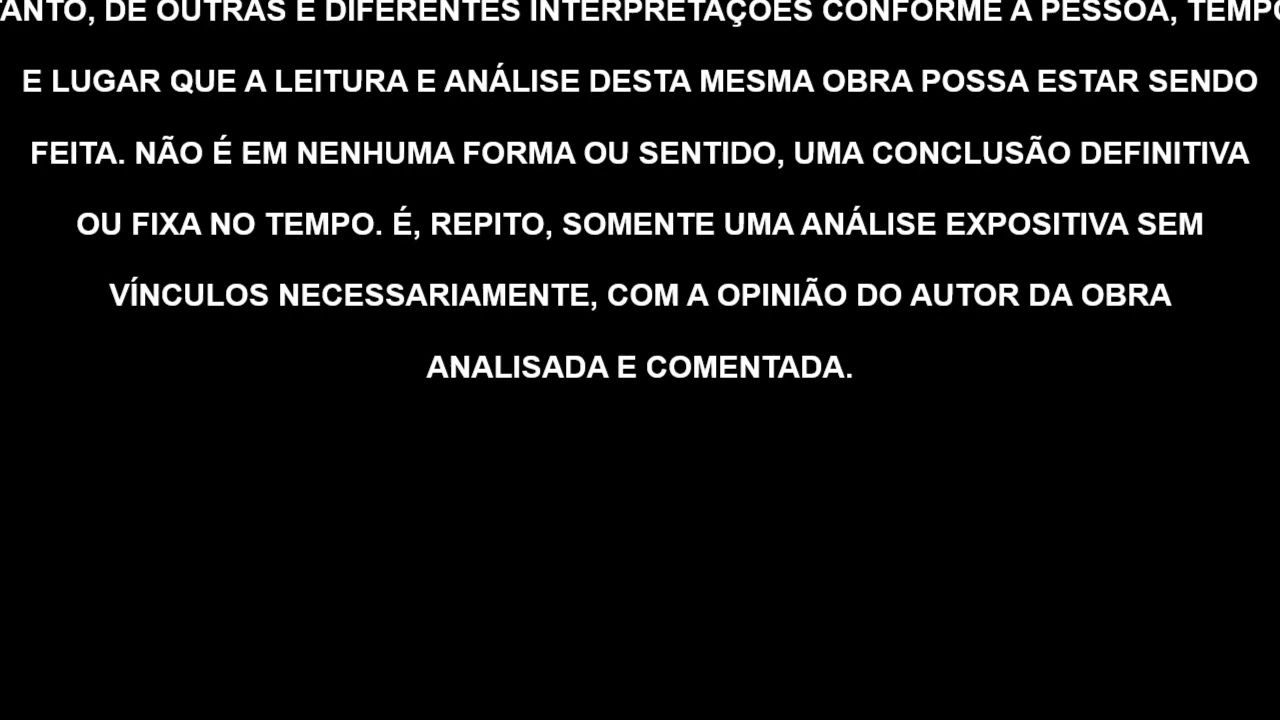 TANTO, DE OUTRAS E DIFERENTES INTERPRETAÇÕES CONFORME A PESSOA, TEMPO
E LUGAR QUE A LEITURA E ANÁLISE DESTA MESMA OBRA POSSA ESTAR SENDO
FEITA. NÃO É EM NENHUMA FORMA OU SENTIDO, UMA CONCLUSÃO DEFINITIVA
OU FIXA NO TEMPO. É, REPITO, SOMENTE UMA ANÁLISE EXPOSITIVA SEM
VÍNCULOS NECESSARIAMENTE, COM A OPINIÃO DO AUTOR DA OBRA
ANALISADA E COMENTADA.